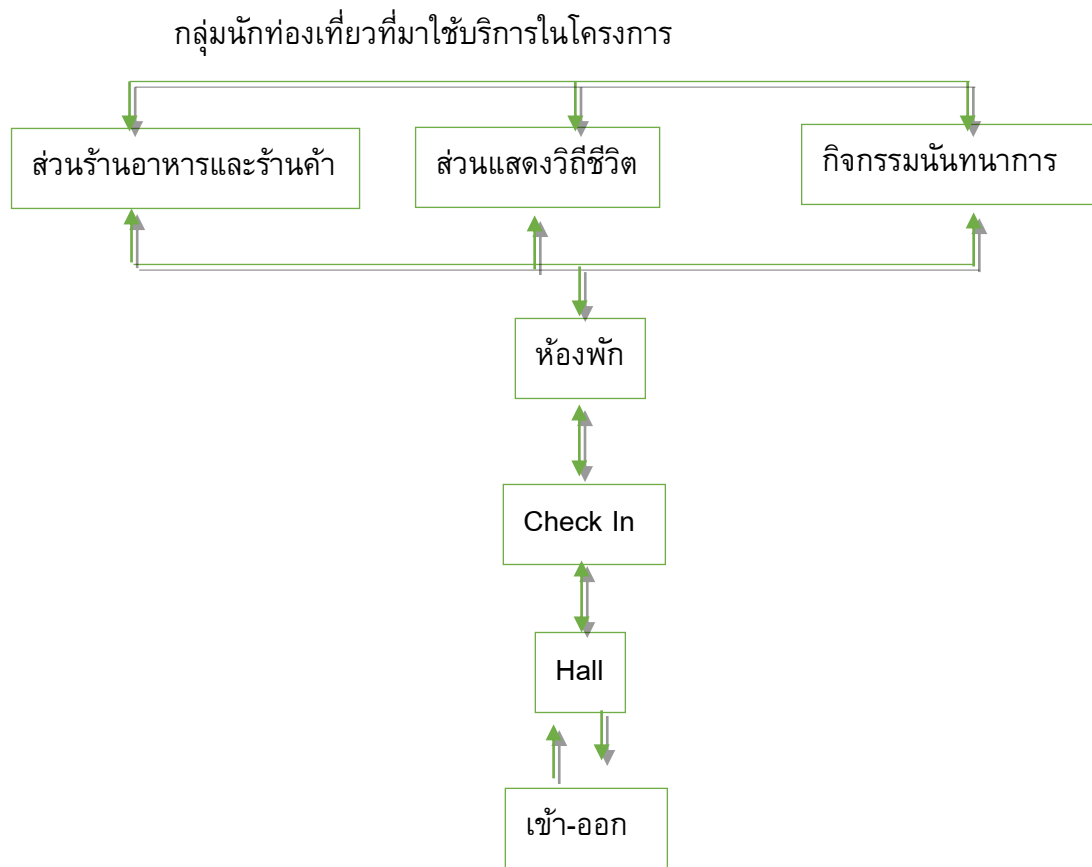 กลุ่มนักท่องเที่ยวที่มาใช้บริการในโครงการ
ส่วนร้านอาหารและร้านค้า
ส่วนแสดงวิถีชีวิต
กิจกรรมนันทนาการ
ห้องพัก
Check In
Hall
เข้า-ออก